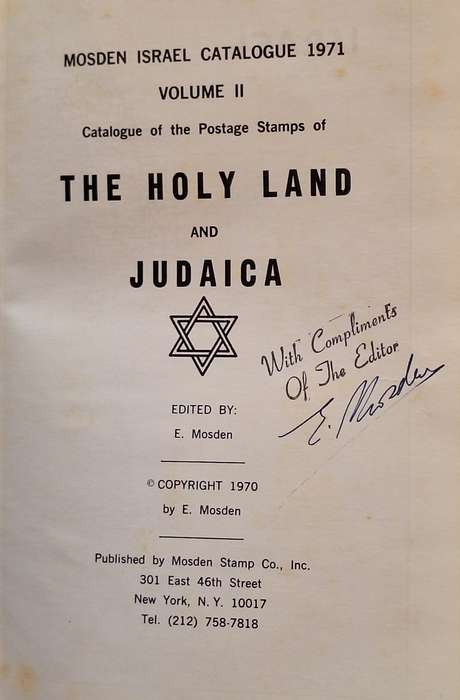 MOSDEN ISRAEL CATALOGUE 1971
VOLUME II
Catalogue of the Postage Stamps of
THE HOLY LAND
AND
JUDAICA
With Compliments
Of The Editor
E. Mosden
EDITED BY:
E. Mosden
© COPYRIGHT 1970
by E. Mosden
Published by Mosden Stamp Co., Inc.
301 East 46th Street
New York, N. Y. 10017
Tel. (212) 758-7818